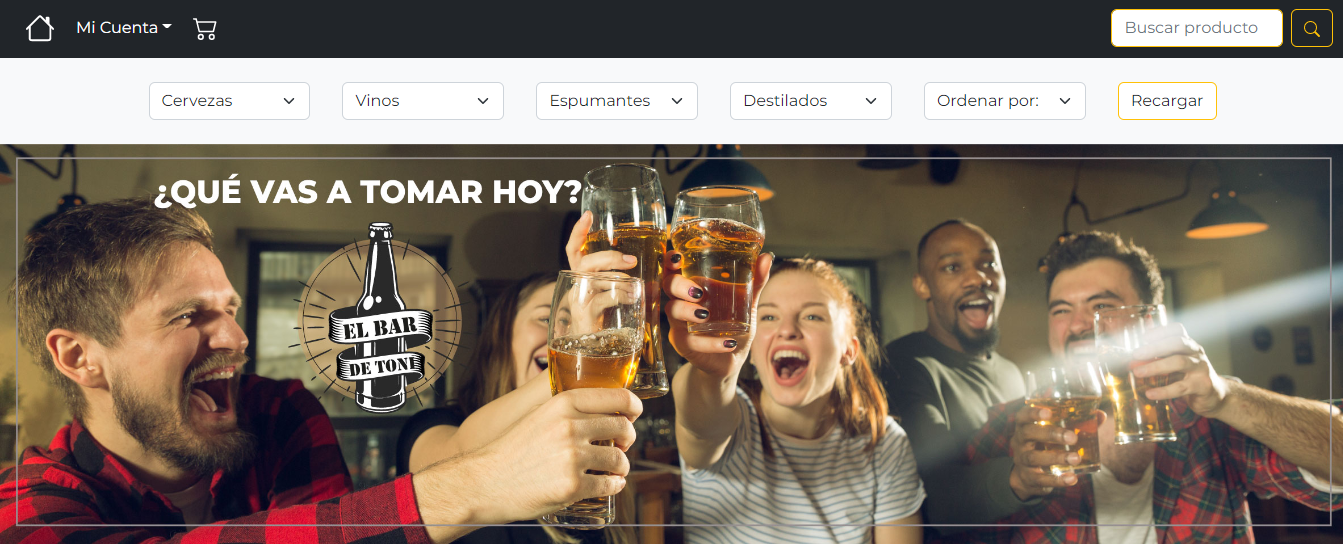 Mi Cuenta
Buscar producto
Cervezas
Vinos
Espumantes
Destilados
Ordenar por:
Recargar
¿QUÉ VAS A TOMAR HOY?
EL BAR
DE TONI